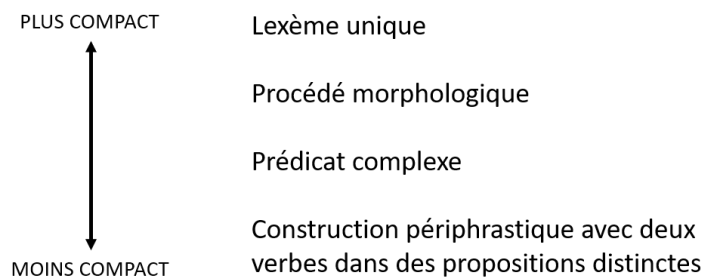 PLUS COMPACT
Lexème unique
Procédé morphologique
Prédicat complexe
Construction périphrastique avec deux
verbes dans des propositions distinctes
MOINS COMPACT